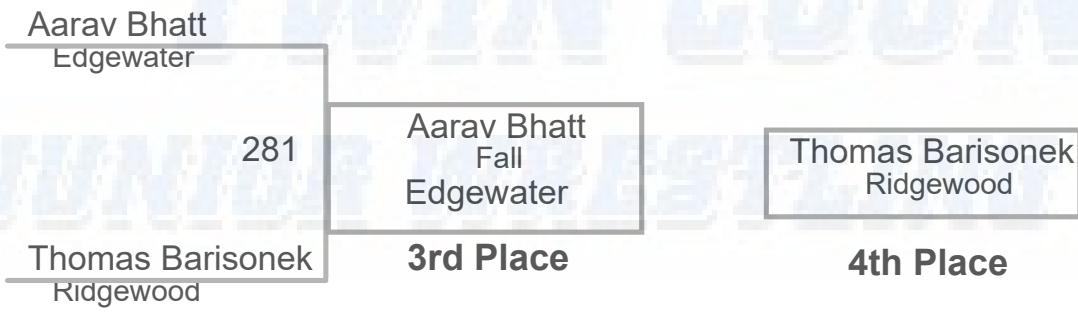 Aarav Bhatt
Edgewater
281
Aarav Bhatt
Fall
Edgewater
3rd Place
Thomas Barisonek
Ridgewood
4th Place
Thomas Barisonek
Ridgewood